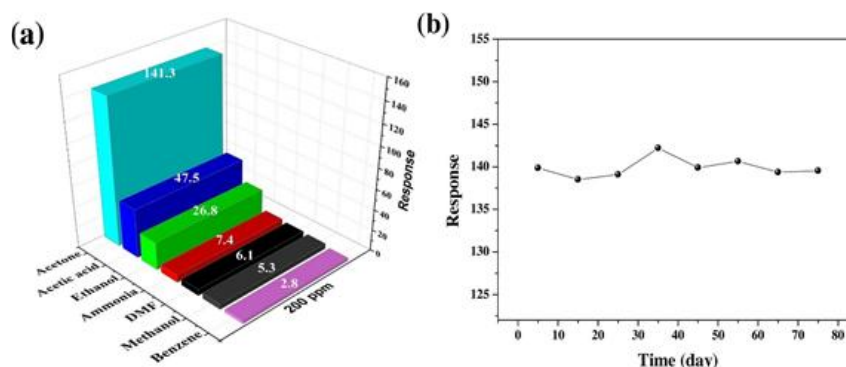 (a)
141.3
47.5
26.8
7.4
6.1
5.3
2.8
160
140
120
100
80
60
40
20
0
Response
Acetone
Acetic acid
Ethanol
Ammonia
DMF
Methanol
Benzene
200 ppm
(b)
155
150
145
140
135
130
125
Response
0 10 20 30 40 50 60 70 80
Time (day)